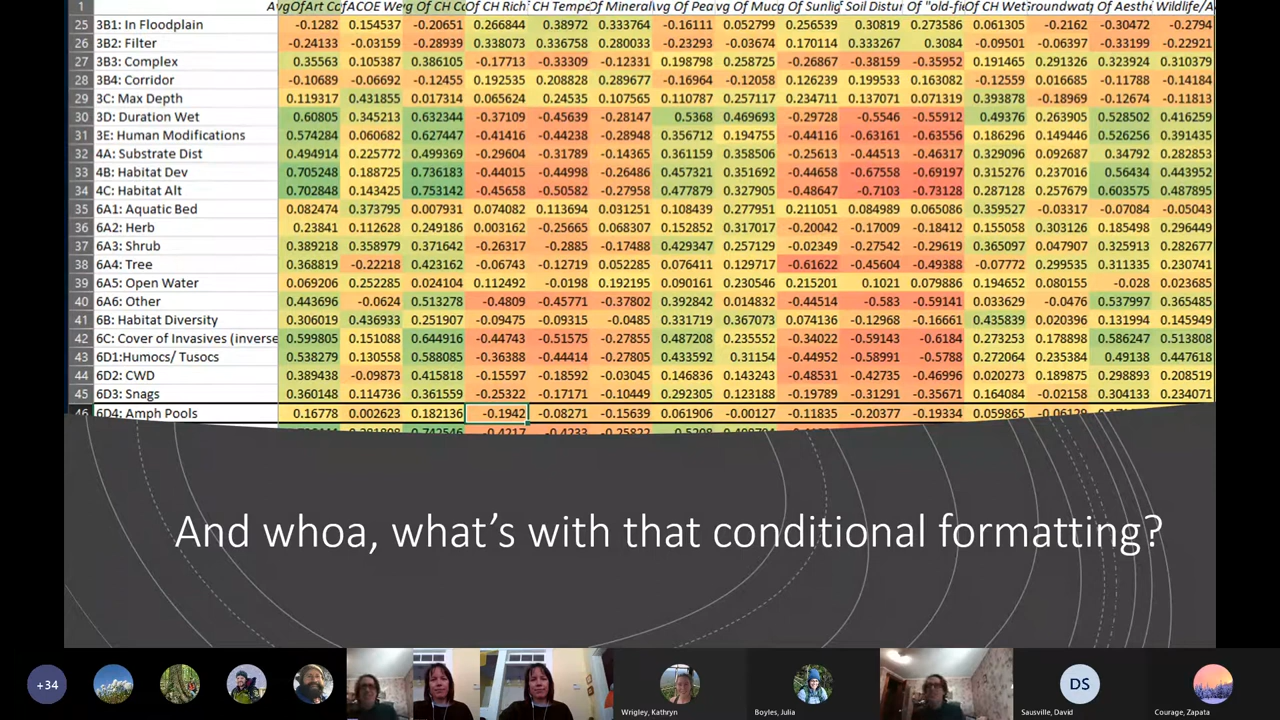 1 AvgOfArt Co fACOE We Of CH Co Of CH Rich CH Temp Of Mineral vg Of Pea vg Of Muc Of Sunlig Soil Distur Of "old-fi Of CH Wet Groundwat Of Aesthe Wildlife/A
25 3B1: In Floodplain -0.1282 0.154537 -0.20651 0.266844 0.38972 0.333764 -0.16111 0.052799 0.256539 0.30819 0.273536 0.061305 -0.2162 -0.30472 -0.2794
26 3B2: Filter -0.24133 -0.03159 -0.28939 0.338073 0.336758 0.280033 -0.23293 -0.03674 0.170114 0.333267 0.3084 -0.09501 -0.06397 -0.33199 -0.22921
27 3B3: Complex 0.35563 0.105387 0.386105 -0.17713 -0.33309 -0.12331 0.198798 0.258725 -0.26867 -0.38159 -0.35952 0.191465 0.291326 0.323924 0.310379
28 3B4: Corridor -0.10689 -0.06692 -0.12455 0.192535 0.208828 0.289677 -0.16964 -0.12058 0.126239 0.199533 0.163082 -0.12559 0.016685 -0.11788 -0.14184
29 3C: Max Depth 0.119317 0.431855 0.017314 0.065624 0.24535 0.107565 0.110787 0.257117 0.234711 0.137071 0.071319 0.393878 -0.18969 -0.12674 -0.11813
30 3D: Duration Wet 0.60805 0.345213 0.632344 -0.37109 -0.45639 -0.28147 0.5368 0.469693 -0.29728 -0.5546 -0.55912 0.49376 0.263905 0.528502 0.416259
31 3E: Human Modifications 0.574284 0.060682 0.627447 -0.41416 -0.44238 -0.28948 0.356712 0.194755 -0.44116 -0.63161 -0.63556 0.186296 0.149446 0.526256 0.391435
32 4A: Substrate Dist 0.494914 0.225772 0.499369 -0.29604 -0.31789 -0.14365 0.361159 0.358506 -0.25613 -0.44513 -0.46317 0.329096 0.092687 0.34792 0.282853
33 4B: Habitat Dev 0.705248 0.188725 0.736183 -0.44015 -0.44998 -0.26486 0.457321 0.351692 -0.44658 -0.67558 -0.69197 0.315276 0.237016 0.56434 0.443952
34 4C: Habitat Alt 0.702848 0.143425 0.753142 -0.45658 -0.50582 -0.27958 0.477879 0.327905 -0.48647 -0.7103 -0.73128 0.287128 0.257679 0.603575 0.487895
35 6A1: Aquatic Bed 0.082474 0.373795 0.007931 0.074082 0.113694 0.031251 0.108439 0.277951 0.211051 0.084989 0.065086 0.359527 -0.03317 -0.07084 -0.05043
36 6A2: Herb 0.23841 0.112628 0.249186 0.003162 -0.25665 0.068307 0.152852 0.317017 -0.20042 -0.17009 -0.18412 0.155058 0.303126 0.185498 0.296449
37 6A3: Shrub 0.389218 0.358979 0.371642 -0.26317 -0.2885 -0.17488 0.429347 0.257129 -0.02349 -0.27542 -0.29619 0.365097 0.047907 0.325913 0.282677
38 6A4: Tree 0.368819 -0.22218 0.423162 -0.06743 -0.12719 0.052285 0.076411 0.129717 -0.61622 -0.45604 -0.49388 -0.07772 0.299535 0.311335 0.230741
39 6A5: Open Water 0.069206 0.252285 0.024104 0.112492 -0.0198 0.192195 0.090161 0.230546 0.215201 0.1021 0.079886 0.194652 0.080155 -0.028 0.023685
40 6A6: Other 0.443696 -0.0624 0.513278 -0.4809 -0.45771 -0.37802 0.392842 0.014832 -0.44514 -0.583 -0.59141 0.033629 -0.0476 0.537997 0.365485
41 6B: Habitat Diversity 0.306019 0.436933 0.251907 -0.09475 -0.09315 -0.0485 0.331719 0.367073 0.074136 -0.12968 -0.16661 0.435839 0.020396 0.131994 0.145949
42 6C: Cover of Invasives (inverse 0.599805 0.151088 0.644916 -0.44743 -0.51575 -0.27855 0.487208 0.235552 -0.34022 -0.59143 -0.6184 0.273253 0.178898 0.586247 0.513808
43 6D1:Humocs/ Tusocs 0.538279 0.130558 0.588085 -0.36388 -0.44414 -0.27805 0.433592 0.31154 -0.44952 -0.58991 -0.5788 0.272064 0.235384 0.49138 0.447618
44 6D2: CWD 0.389438 -0.09873 0.415818 -0.15597 -0.18592 -0.03045 0.146836 0.143243 -0.48531 -0.42735 -0.46996 0.020273 0.189875 0.298893 0.208519
45 6D3: Snags 0.360148 0.114736 0.361559 -0.25322 -0.17171 -0.10449 0.292305 0.123188 -0.19789 -0.31291 -0.35671 0.164084 -0.02158 0.304133 0.234071
46 6D4: Amph Pools 0.16778 0.002623 0.182136 -0.1942 -0.08271 -0.15639 0.061906 -0.00127 -0.11835 -0.20377 -0.19334 0.059865
0.742546 -0.4217 -0.4233 -0.25822 0.5208
And whoa, what's with that conditional formatting?
+34
DS
Wrigley, Kathryn
Boyles, Julia
Sausville, David
Courage, Zapata